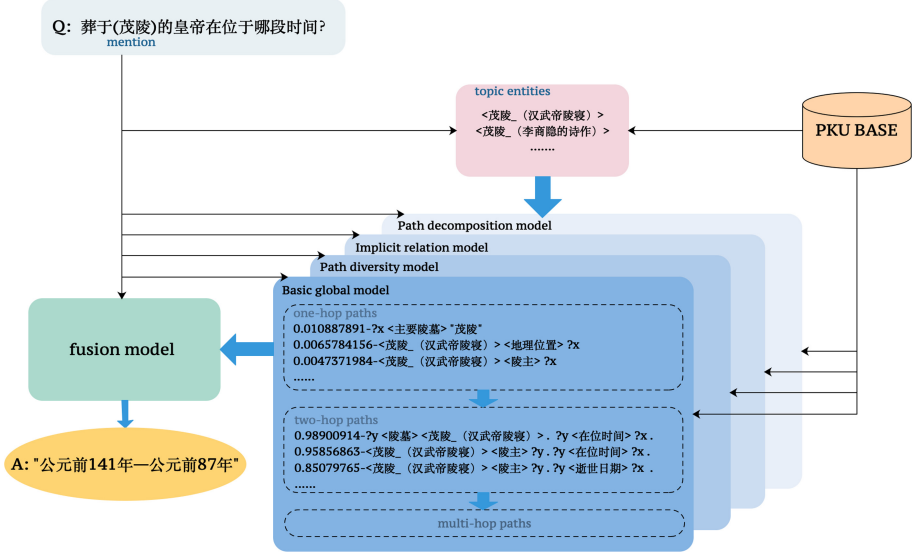 Q: 葬于(茂陵)的皇帝在位于哪段时间?
mention
topic entities
<茂陵_（汉武帝陵寝）>
<茂陵_（李商隐的诗作）>
.......
PKU BASE
Path decomposition model
Implicit relation model
Path diversity model
Basic global model
one-hop paths
0.010887891-?x <主要陵墓> "茂陵"
0.0065784156-<茂陵_（汉武帝陵寝）> <地理位置> ?x
0.0047371984-<茂陵_（汉武帝陵寝）> <陵主> ?x
......
fusion model
two-hop paths
0.98900914-?y <陵墓> <茂陵_（汉武帝陵寝）> . ?y <在位时间> ?x .
0.95856863-<茂陵_（汉武帝陵寝）> <陵主> ?y . ?y <在位时间> ?x .
0.85079765-<茂陵_（汉武帝陵寝）> <陵主> ?y . ?y <逝世日期> ?x .
......
A: "公元前141年—公元前87年"
multi-hop paths